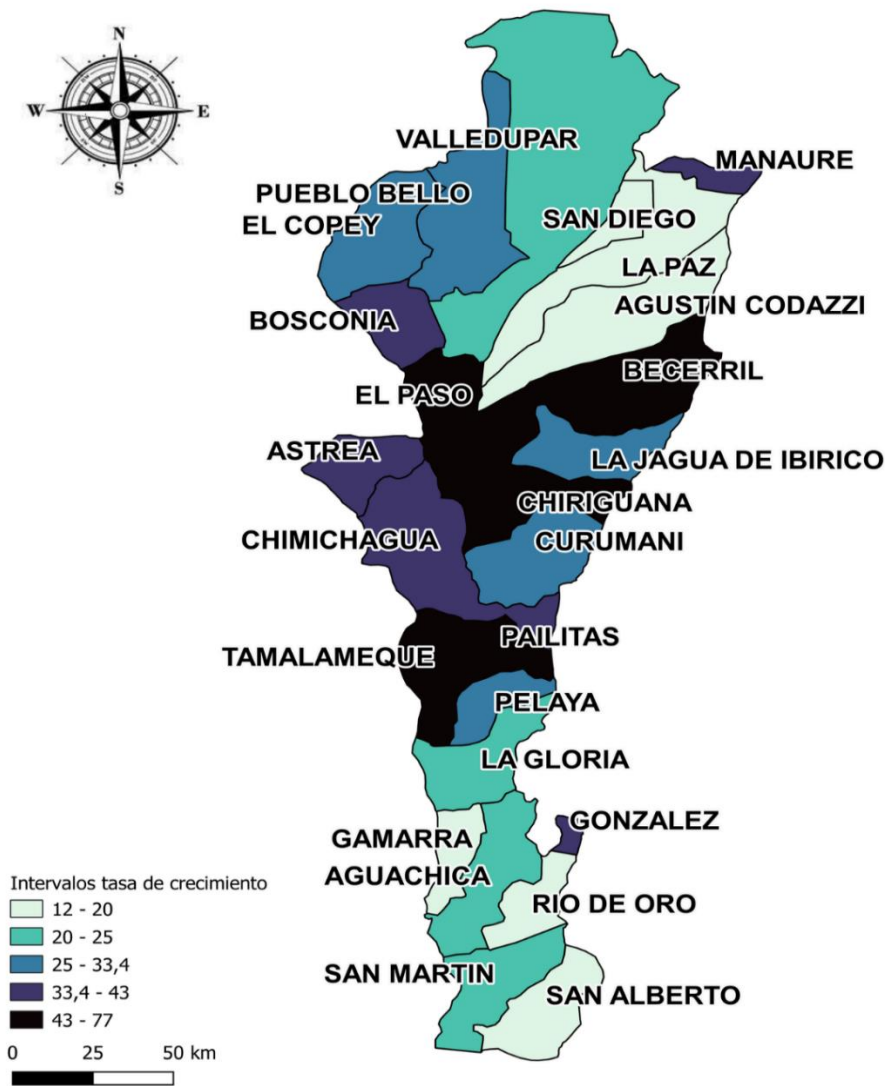 N
W
E
S
VALLEDUPAR
MANAURE
PUEBLO BELLO
EL COPEY
SAN DIEGO
LA PAZ
BOSCONIA
AGUSTIN CODAZZI
BECERRIL
EL PASO
ASTREA
LA JAGUA DE IBIRICO
CHIRIGUANA
CHIMICHAGUA
CURUMANI
PAILITAS
TAMALAMEQUE
PELAYA
LA GLORIA
GONZALEZ
GAMARRA
AGUACHICA
RIO DE ORO
SAN MARTIN
SAN ALBERTO
Intervalos tasa de crecimiento
12 - 20
20 - 25
25 - 33,4
33,4 - 43
43 - 77
0 25 50 km